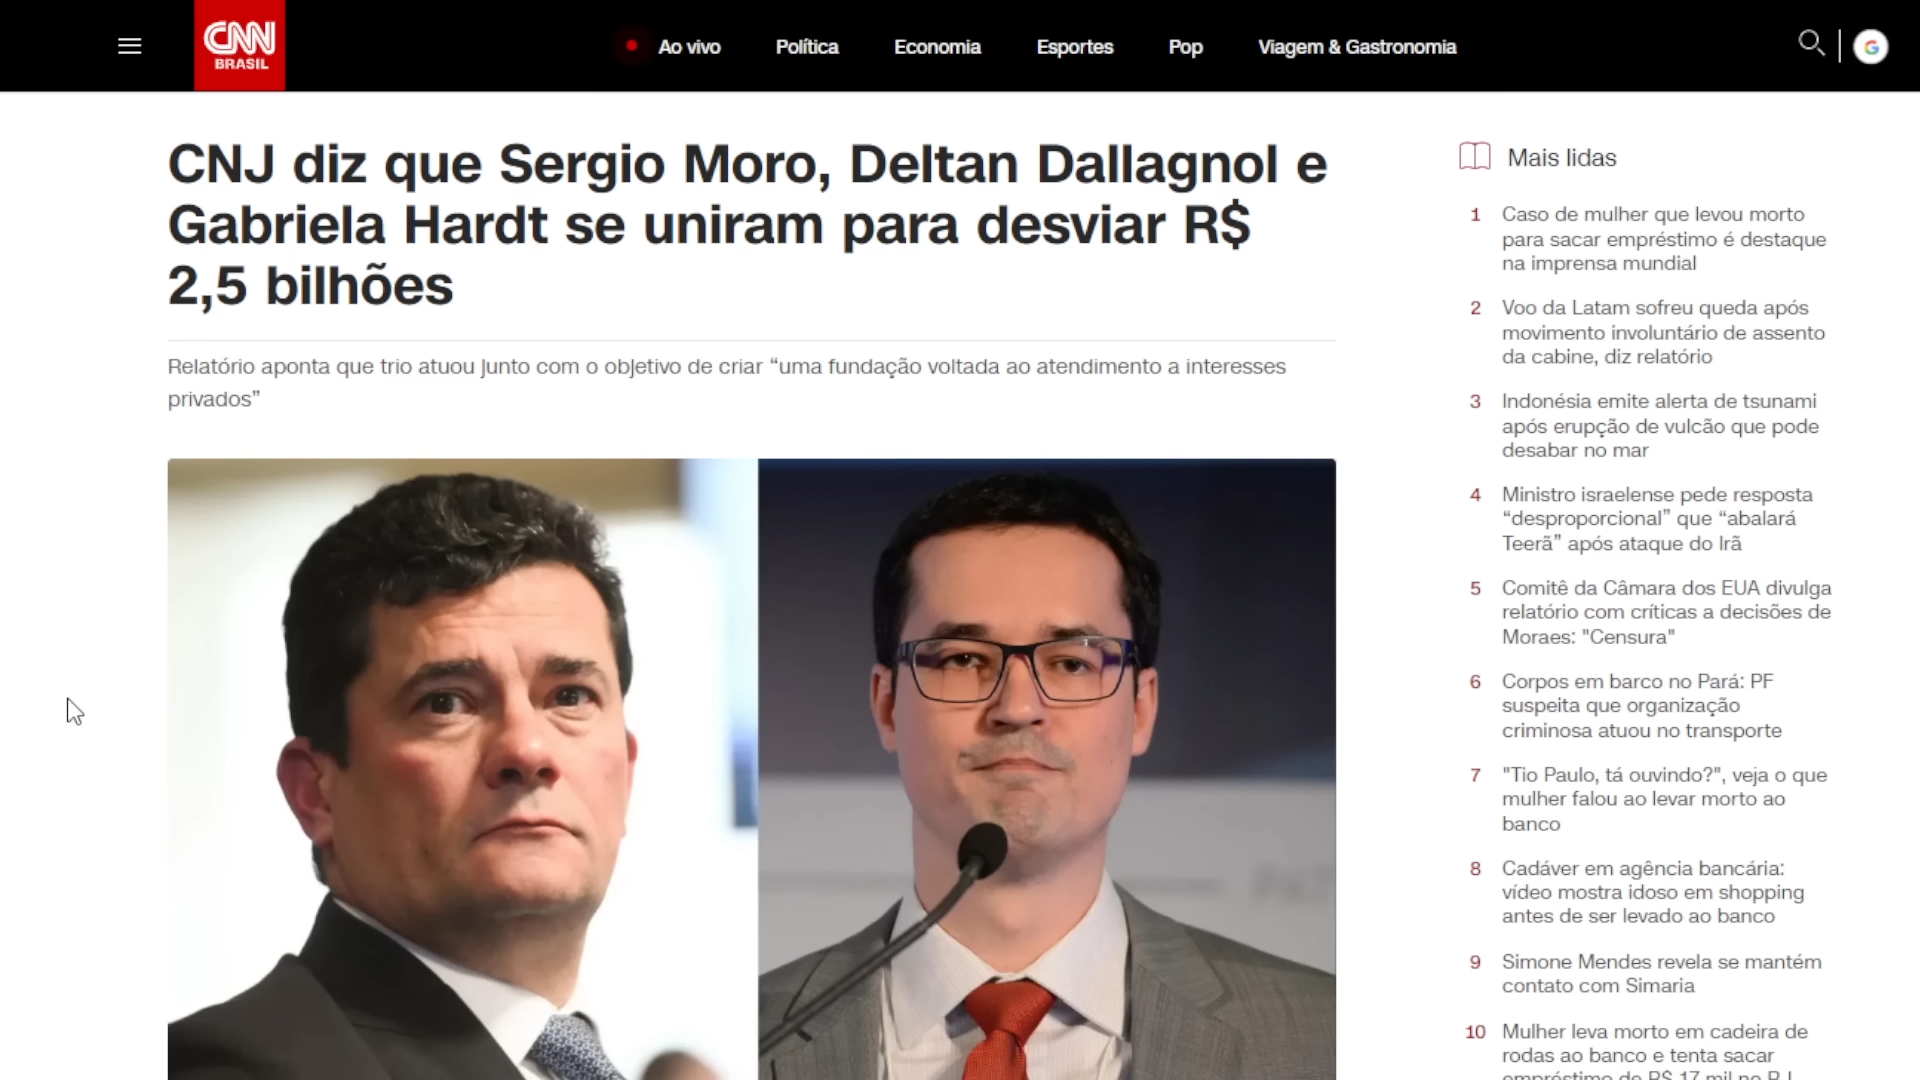 CNN
BRASIL
Ao vivo
Política
Economia
Esportes
Pop
Viagem & Gastronomia
CNJ diz que Sergio Moro, Deltan Dallagnol e
Gabriela Hardt se uniram para desviar R$
2,5 bilhões
Relatório aponta que trio atuou junto com o objetivo de criar “uma fundação voltada ao atendimento a interesses
privados”
Mais lidas
1 Caso de mulher que levou morto
para sacar empréstimo é destaque
na imprensa mundial
2 Voo da Latam sofreu queda após
movimento involuntário de assento
da cabine, diz relatório
3 Indonésia emite alerta de tsunami
após erupção de vulcão que pode
desabar no mar
4 Ministro israelense pede resposta
“desproporcional” que “abalará
Teerã” após ataque do Irã
5 Comitê da Câmara dos EUA divulga
relatório com críticas a decisões de
Moraes: "Censura"
6 Corpos em barco no Pará: PF
suspeita que organização
criminosa atuou no transporte
7 "Tio Paulo, tá ouvindo?", veja o que
mulher falou ao levar morto ao
banco
8 Cadáver em agência bancária:
vídeo mostra idoso em shopping
antes de ser levado ao banco
9 Simone Mendes revela se mantém
contato com Simaria
10 Mulher leva morto em cadeira de
rodas ao banco e tenta sacar
empréstimo de R$ 17 mil no RJ